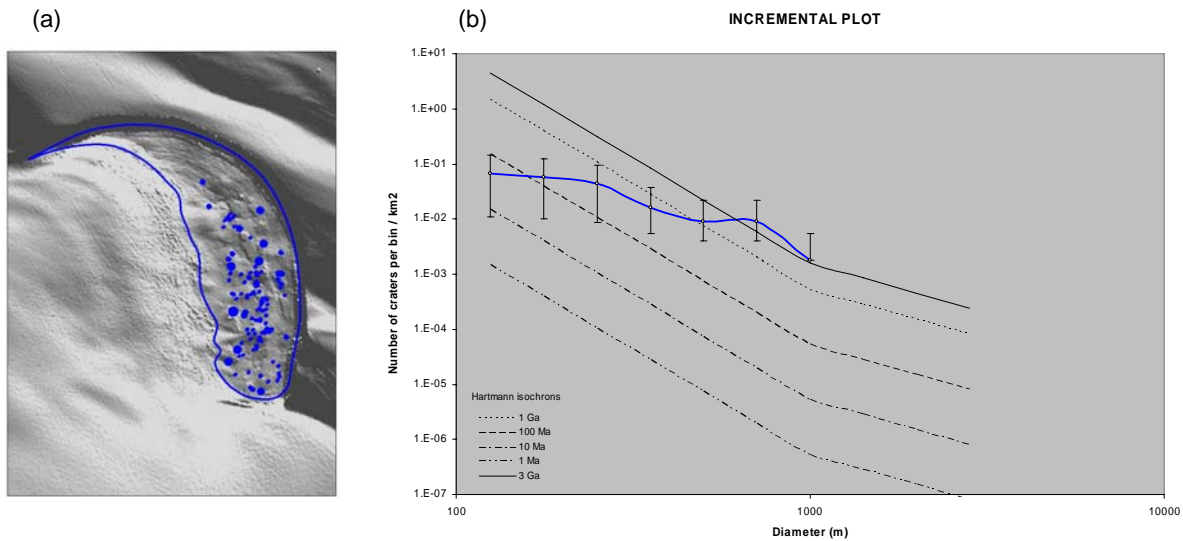 (a)
(b)
INCREMENTAL PLOT
Number of craters per bin / km2
1.E+01
1.E+00
1.E-01
1.E-02
1.E-03
1.E-04
1.E-05
1.E-06
1.E-07
Hartmann isochrons
1 Ga
100 Ma
10 Ma
1 Ma
3 Ga
100
1000
10000
Diameter (m)